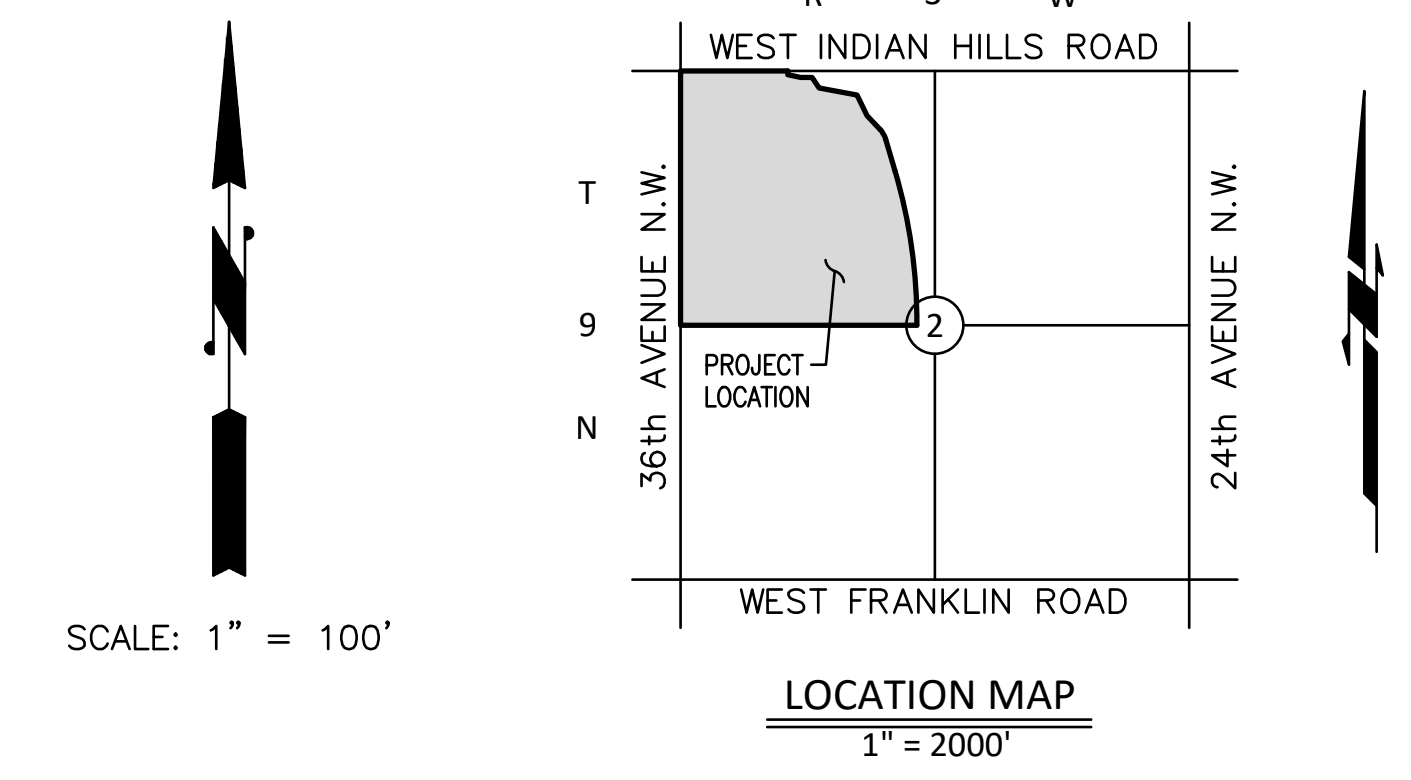 WEST INDIAN HILLS ROAD
T
9
N
36th AVENUE N.W.
24th AVENUE N.W.
2
PROJECT
LOCATION
WEST FRANKLIN ROAD
SCALE: 1” = 100’
LOCATION MAP
1" = 2000'